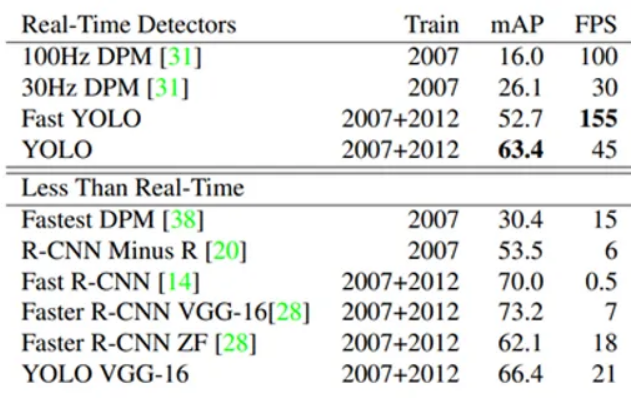 Real-Time Detectors Train mAP FPS
100Hz DPM [31] 2007 16.0 100
30Hz DPM [31] 2007 26.1 30
Fast YOLO 2007+2012 52.7 155
YOLO 2007+2012 63.4 45
Less Than Real-Time
Fastest DPM [38] 2007 30.4 15
R-CNN Minus R [20] 2007 53.5 6
Fast R-CNN [14] 2007+2012 70.0 0.5
Faster R-CNN VGG-16[28] 2007+2012 73.2 7
Faster R-CNN ZF [28] 2007+2012 62.1 18
YOLO VGG-16 2007+2012 66.4 21